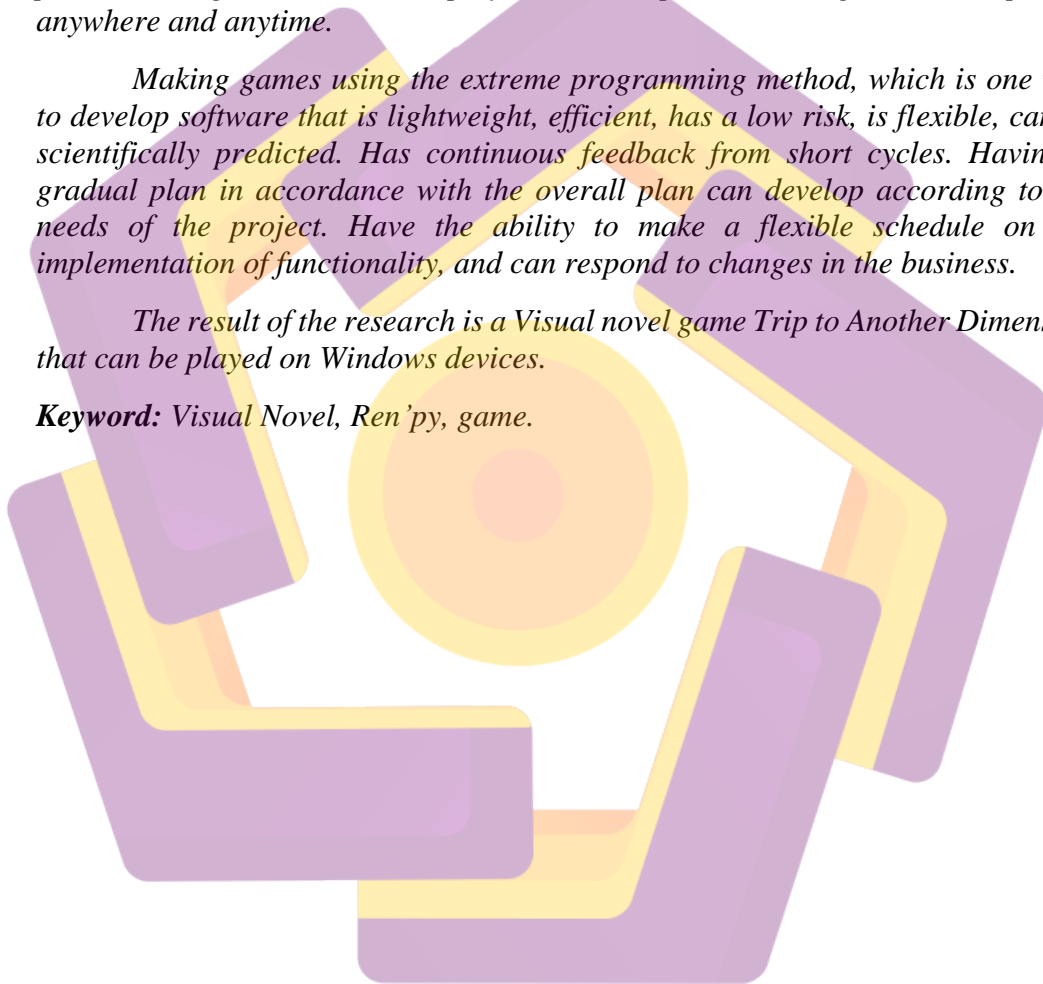 anywhere and anytime.
Making games using the extreme programming method, which is one
to develop software that is lightweight, efficient, has a low risk, is flexible, can
scientifically predicted. Has continuous feedback from short cycles. Havin
gradual plan in accordance with the overall plan can develop according to
needs of the project. Have the ability to make a flexible schedule on
implementation of functionality, and can respond to changes in the business.
The result of the research is a Visual novel game Trip to Another Dimens
that can be played on Windows devices.
Keyword: Visual Novel, Ren'py, game.